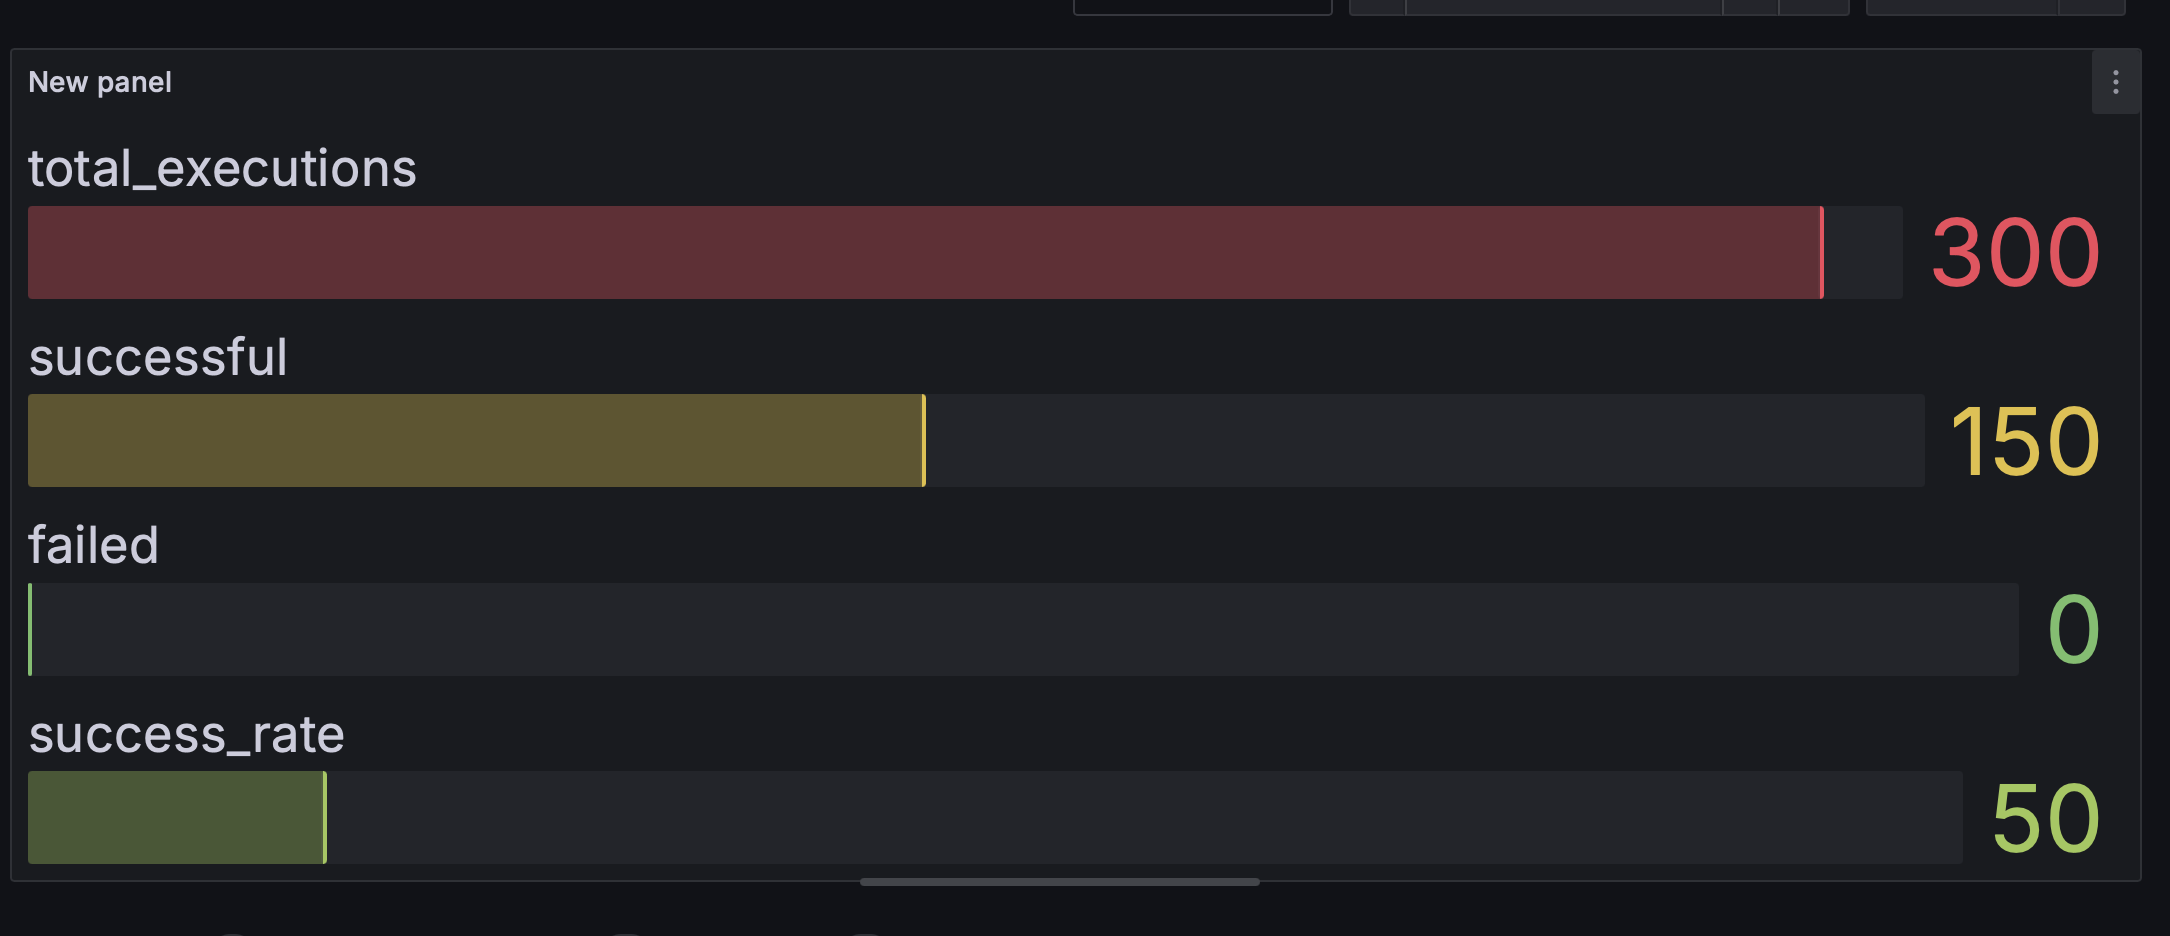 New panel
total_executions
300
successful
150
failed
0
success_rate
50